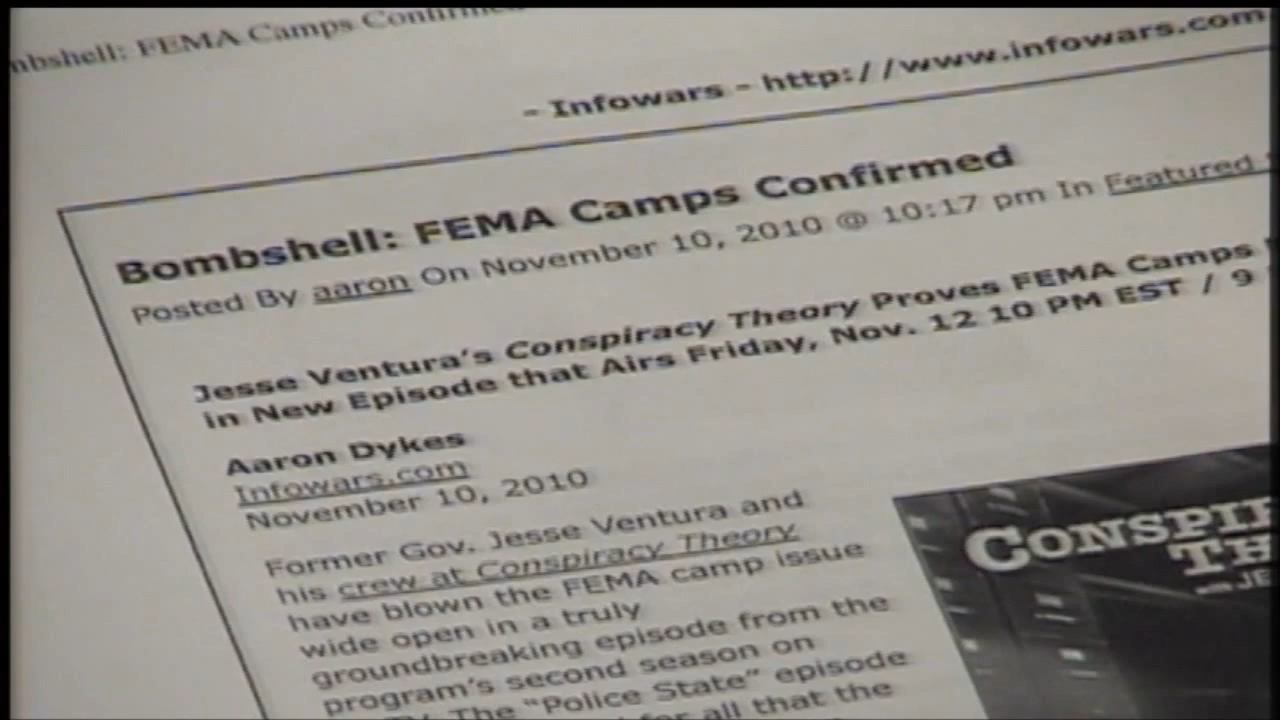 FEMA Camps
- Infowars - http://www.infowars.com
Bombshell: FEMA Camps Confirmed
Posted By aaron On November 10, 2010 @ 10:17 pm In Featured
Jesse Ventura's Conspiracy Theory Proves FEMA Camps
in New Episode that Airs Friday, Nov. 12 10 PM EST / 9
Aaron Dykes
Infowars.com
November 10, 2010
Former Gov. Jesse Ventura and
his crew at Conspiracy Theory
have blown the FEMA camp issue
wide open in a truly
groundbreaking episode from the
program's second season on
The "Police State" episode
for all that the
CONSPI
TH